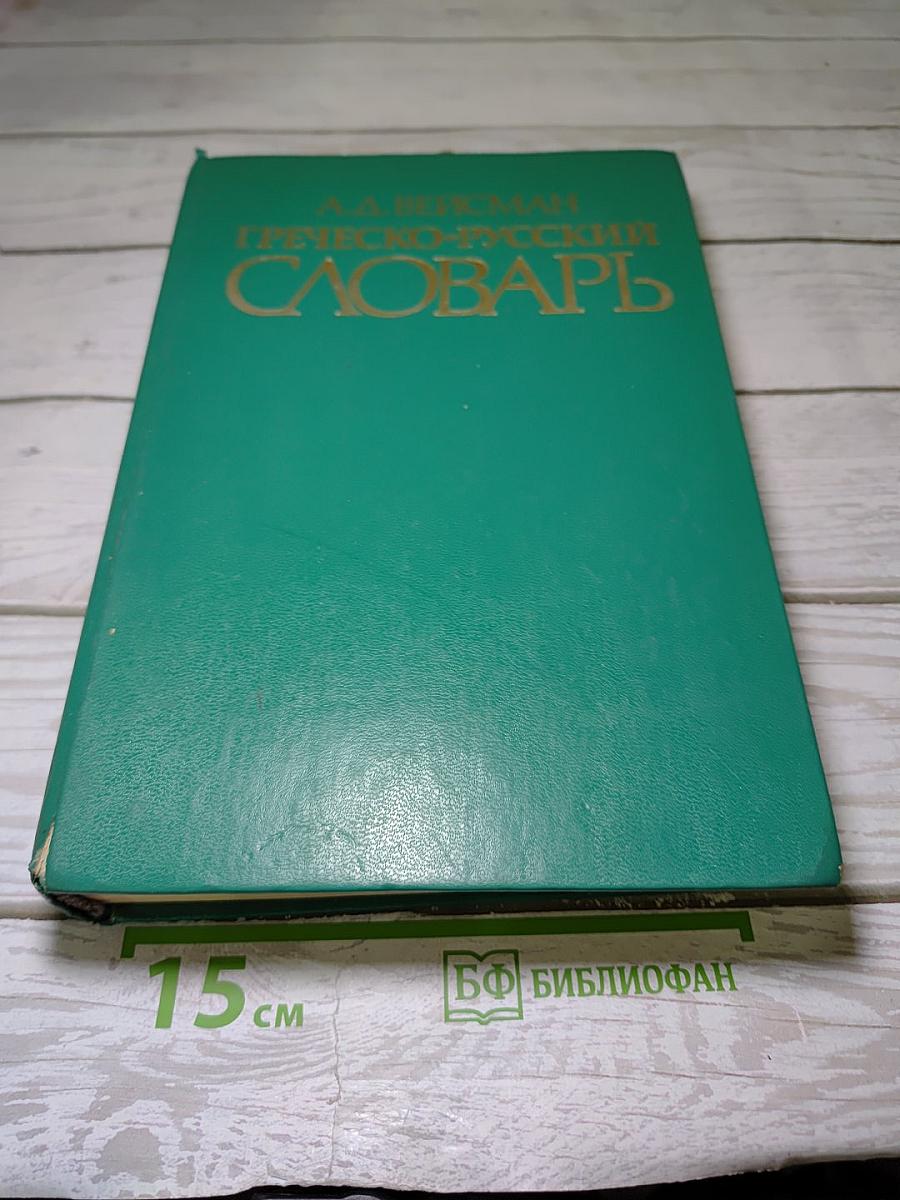 А.Д. ВЕЙСМАН
ГРЕЧЕСКО-РУССКИЙ
СЛОВАРЬ
15 см
БФ БИБЛИОФАН